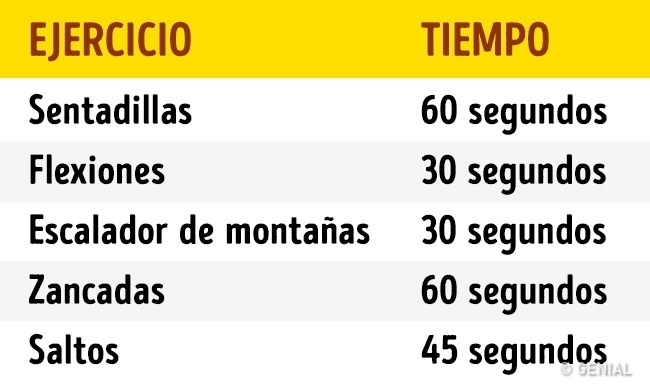 EJERCICIO TIEMPO
Sentadillas 60 segundos
Flexiones 30 segundos
Escalador de montañas 30 segundos
Zancadas 60 segundos
Saltos 45 segundos
© GENIAL